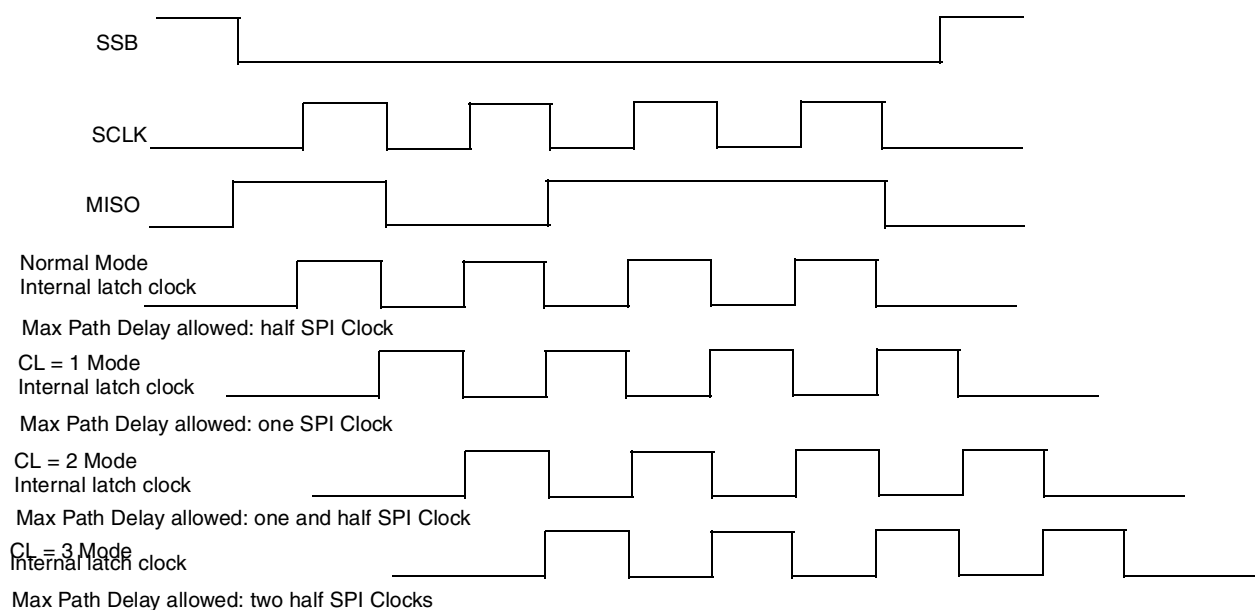 SSB
SCLK
MISO
Normal Mode
Internal latch clock
Max Path Delay allowed: half SPI Clock
CL = 1 Mode
Internal latch clock
Max Path Delay allowed: one SPI Clock
CL = 2 Mode
Internal latch clock
Max Path Delay allowed: one and half SPI Clock
CL = 3 Mode
Internal latch clock
Max Path Delay allowed: two half SPI Clocks